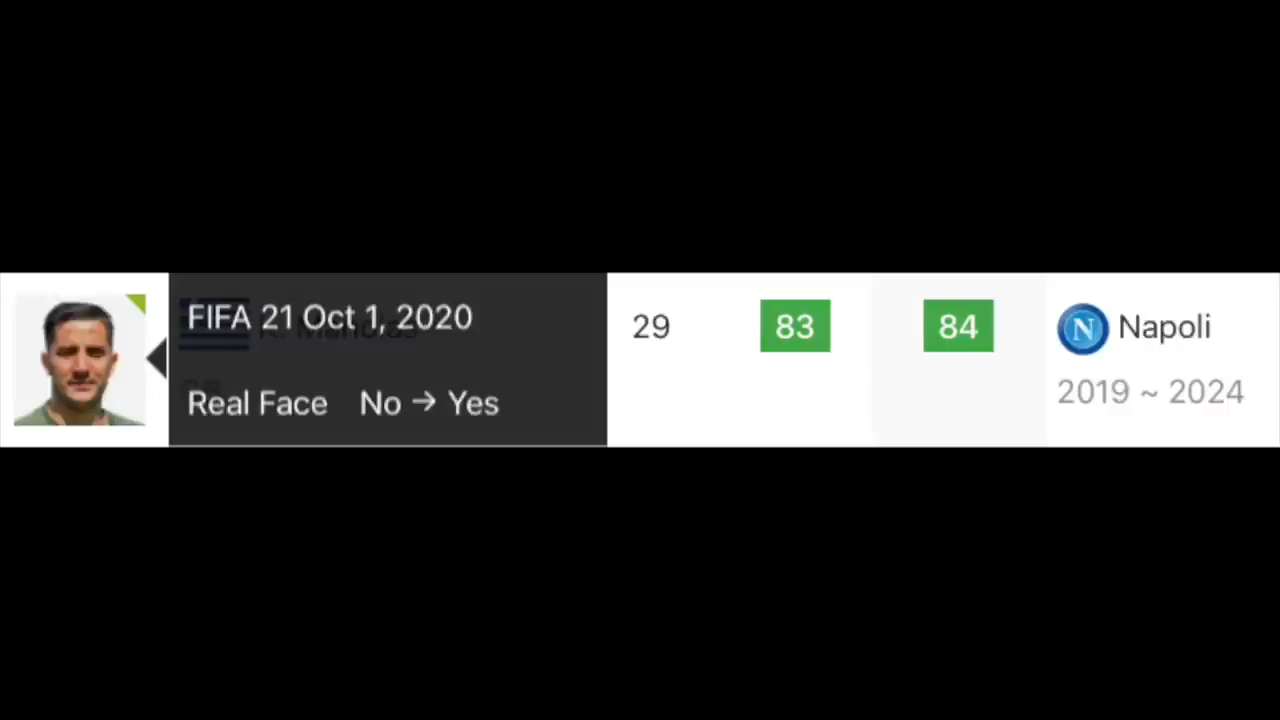 FIFA 21 Oct 1, 2020
Real Face No → Yes
29
83
84
N Napoli
2019 ~ 2024